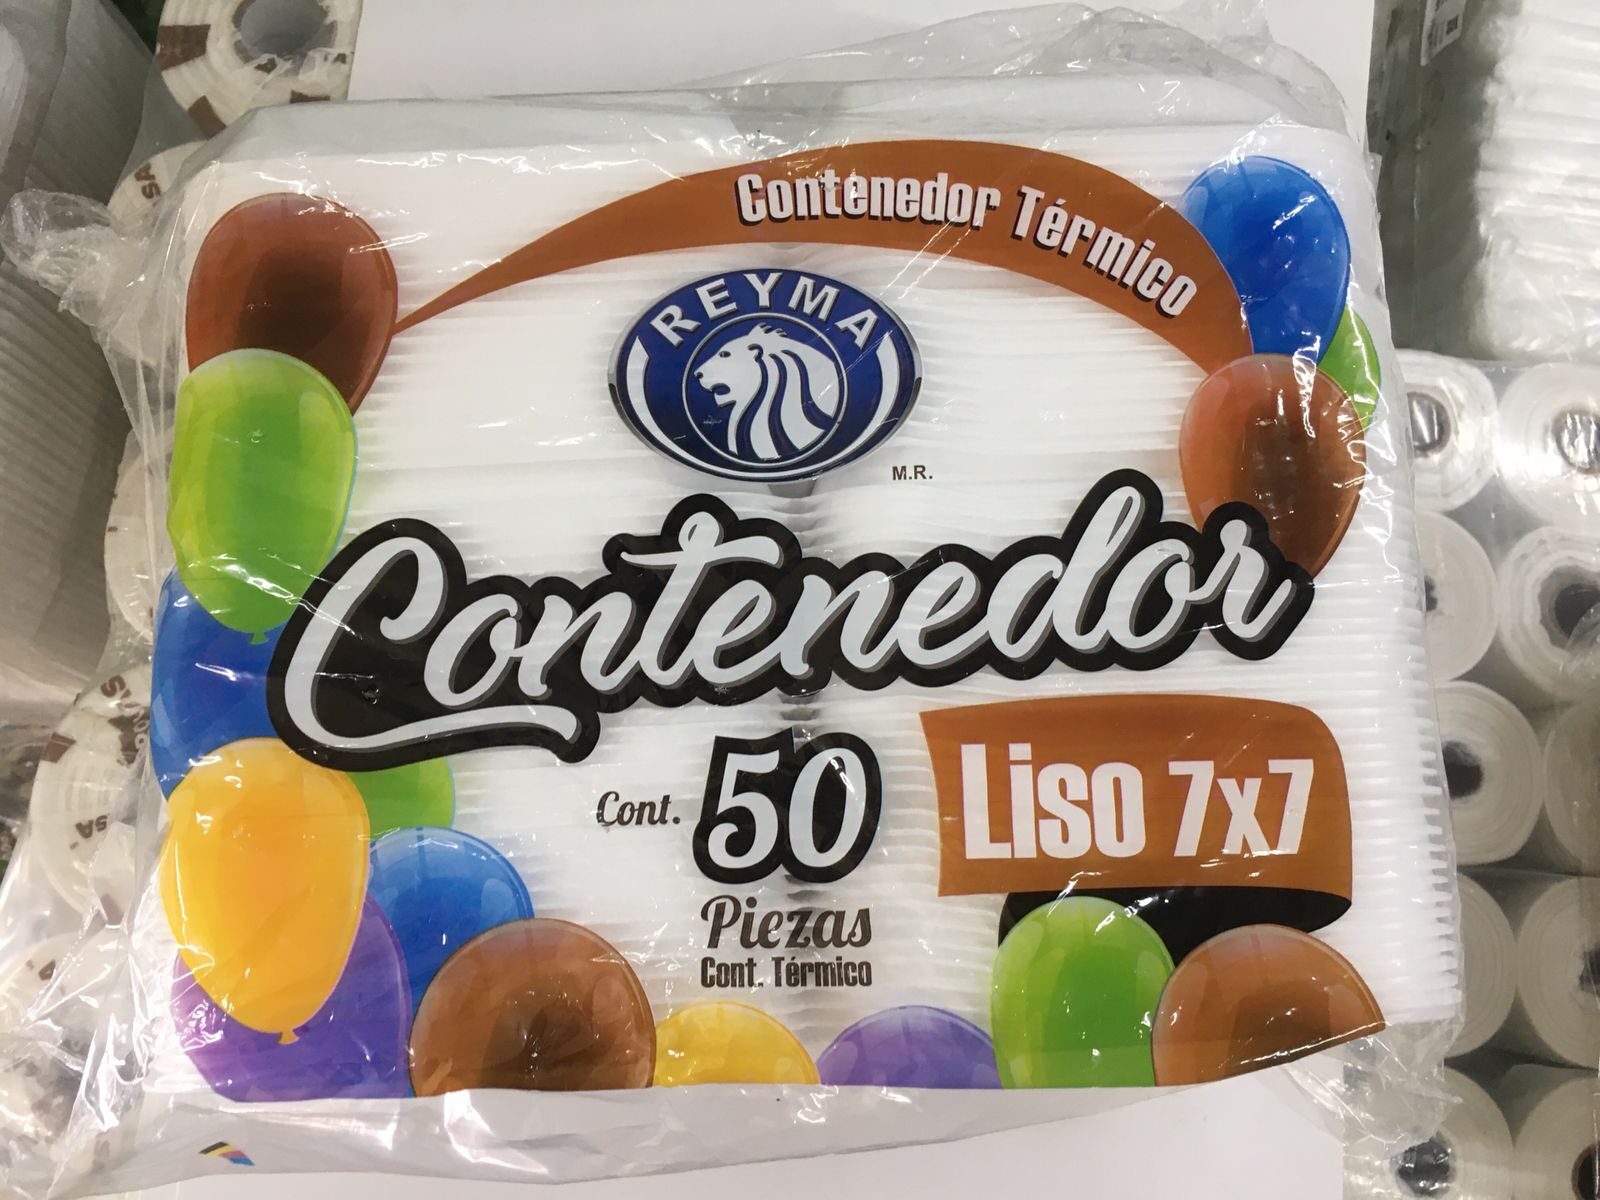 Contenedor Térmico
REYMA
M.R.
Contenedor
Cont. 50
Piezas
Cont. Térmico
Liso 7x7